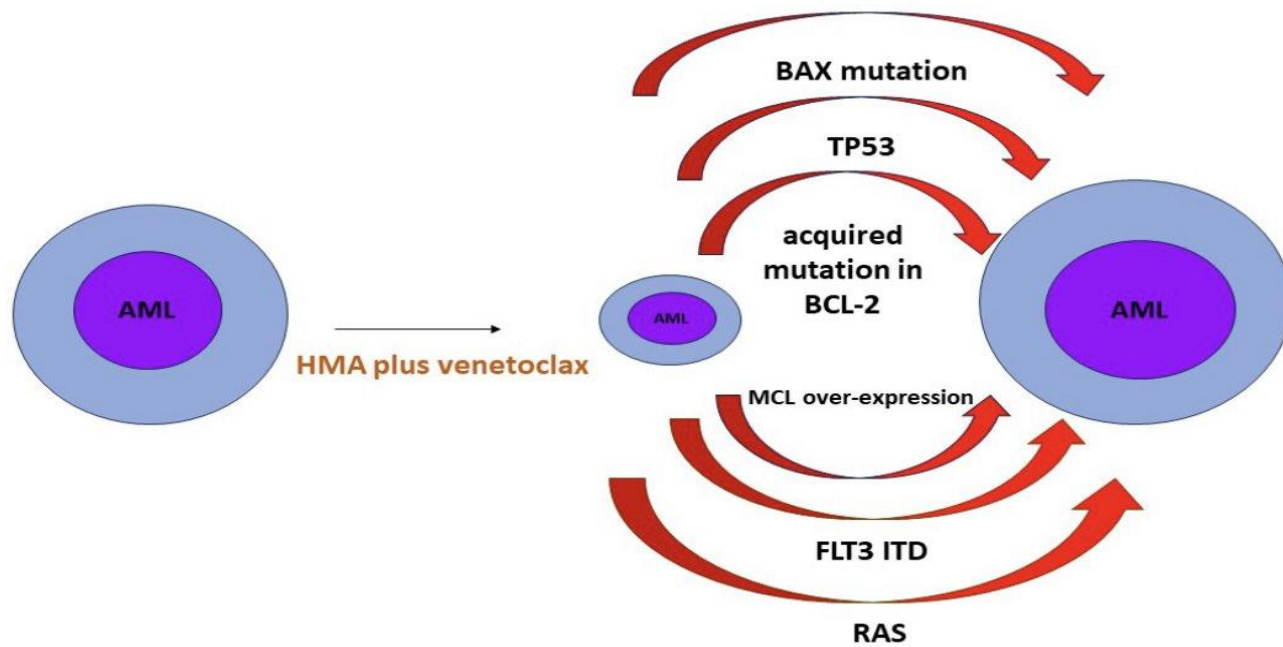 BAX mutation
TP53
acquired
mutation in
BCL-2
AML
HMA plus venetoclax
AML
AML
MCL over-expression
FLT3 ITD
RAS